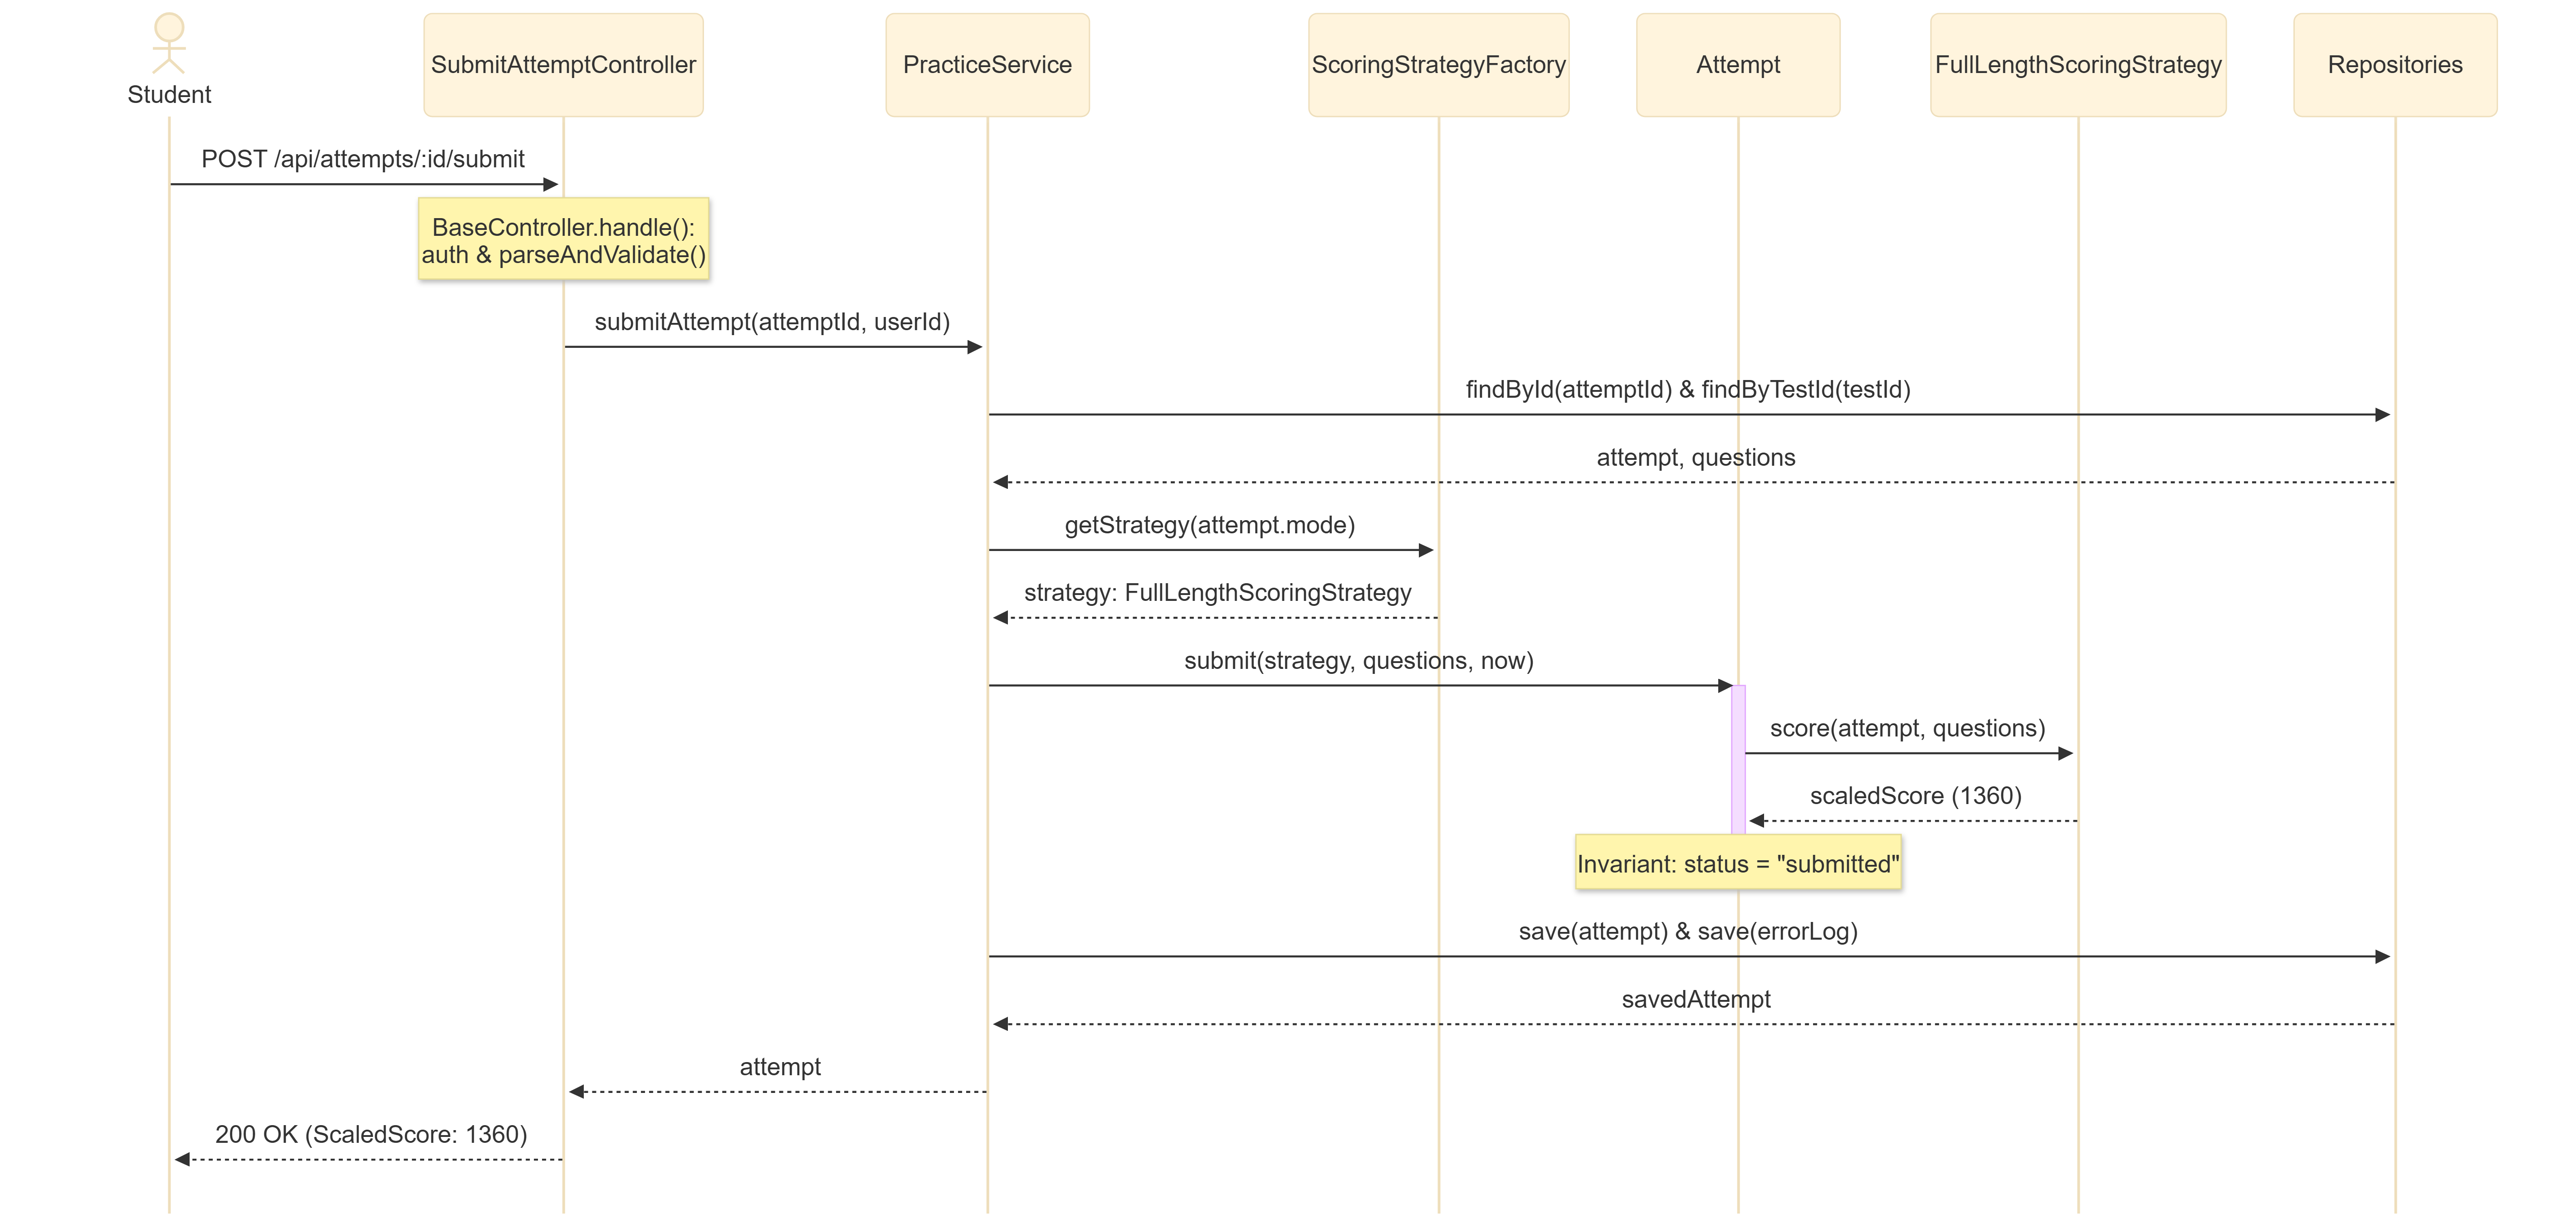 Student
SubmitAttemptController
PracticeService
ScoringStrategyFactory
Attempt
FullLengthScoringStrategy
Repositories
POST /api/attempts/:id/submit
BaseController.handle():
auth & parseAndValidate()
submitAttempt(attemptId, userId)
findById(attemptId) & findByTestId(testId)
attempt, questions
getStrategy(attempt.mode)
strategy: FullLengthScoringStrategy
submit(strategy, questions, now)
score(attempt, questions)
scaledScore (1360)
Invariant: status = "submitted"
save(attempt) & save(errorLog)
savedAttempt
attempt
200 OK (ScaledScore: 1360)